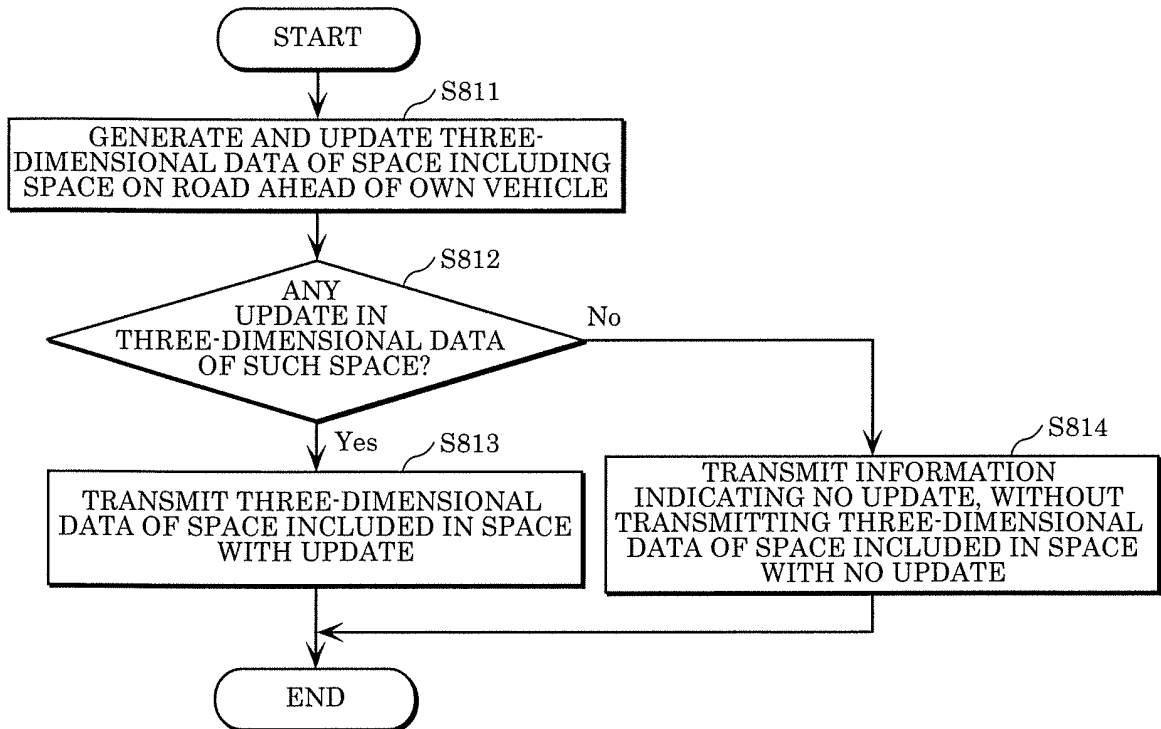 START
S811
GENERATE AND UPDATE THREE-
DIMENSIONAL DATA OF SPACE INCLUDING
SPACE ON ROAD AHEAD OF OWN VEHICLE
S812
ANY
UPDATE IN
THREE-DIMENSIONAL DATA
OF SUCH SPACE?
No
Yes
S813
TRANSMIT THREE-DIMENSIONAL
DATA OF SPACE INCLUDED IN SPACE
WITH UPDATE
S814
TRANSMIT INFORMATION
INDICATING NO UPDATE, WITHOUT
TRANSMITTING THREE-DIMENSIONAL
DATA OF SPACE INCLUDED IN SPACE
WITH NO UPDATE
END